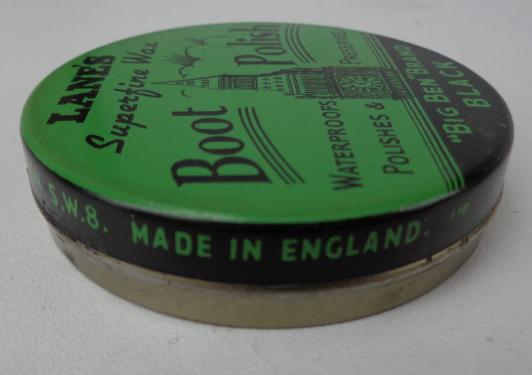 LANE'S
Superfine Wax
Boot Polish
WATERPROOFS
POLISHES & PRESERVES
"BIG BEN" BRAND
BLACK
S.W.8. MADE IN ENGLAND.